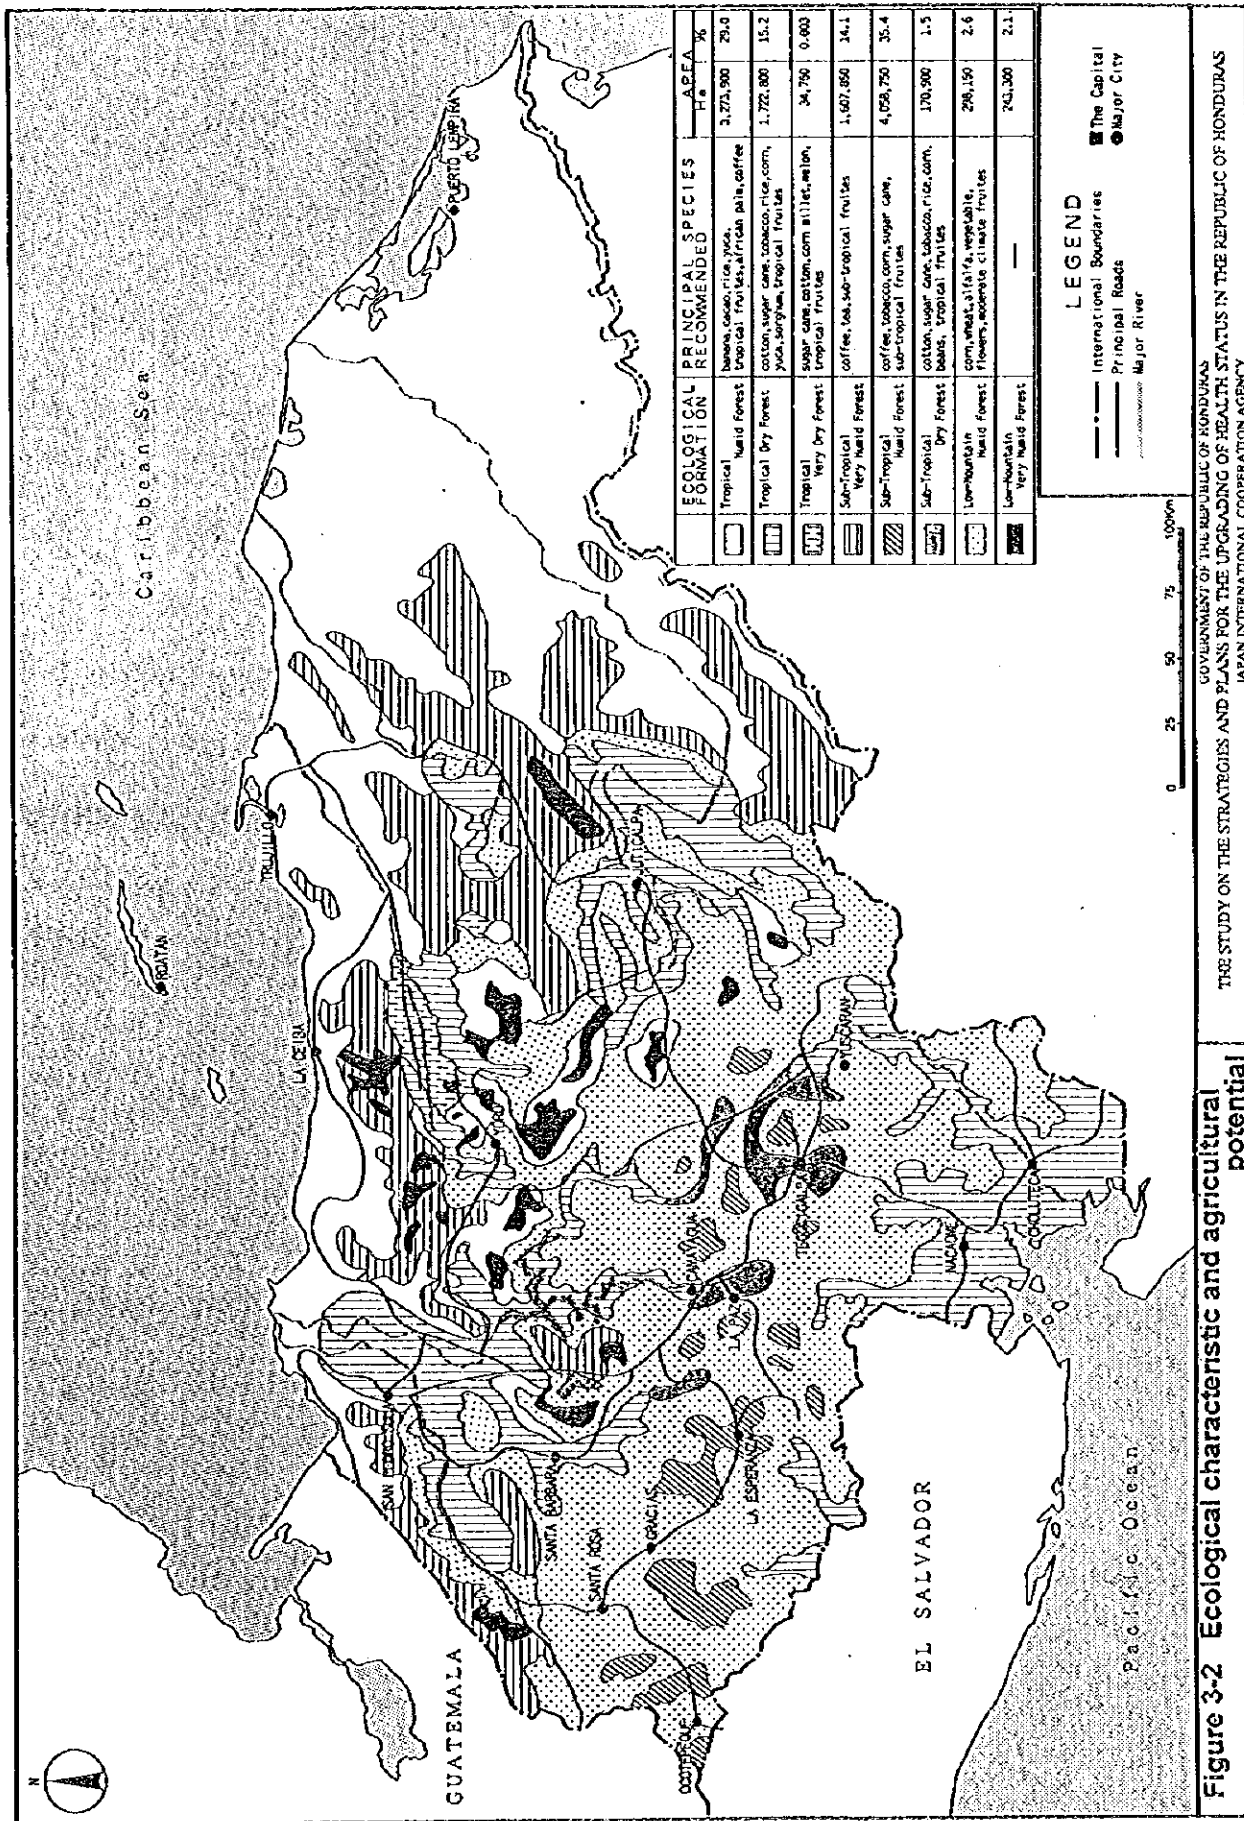 N
Caribbean Sea
GUATEMALA
EL SALVADOR
Pacific Ocean
ROATAN
TRUJILLO
LA CEIBA
PUERTO LEMPIRA
SAN PEDRO SULA
YORO
SANTA BARBARA
SANTA ROSA
GRACIAS
LA ESPERANZA
OCOTEPEQUE
COMAYAGUA
LA PAZ
TEGUCIGALPA
JUTICALPA
YUSCARAN
NACAOME
CHOLUTECA
ECOLOGICAL FORMATION
PRINCIPAL SPECIES RECOMMENDED
AREA
Ha %
Tropical Humid Forest
banana, cacao, rice, yuca, tropical fruites, african palm, coffee
3,273,900 29.0
Tropical Dry Forest
cotton, sugar cane, tobacco, rice, corn, yuca, sorghum, tropical fruites
1,722,800 15.2
Tropical Very Dry Forest
sugar cane, cotton, corn millet, melon, tropical fruites
34,750 0.003
Sub-Tropical Very Humid Forest
coffee, tea, sub-tropical fruites
1,607,850 14.1
Sub-Tropical Humid Forest
coffee, tobacco, corn, sugar cane, sub-tropical fruites
4,058,750 35.4
Sub-Tropical Dry Forest
cotton, sugar cane, tobacco, rice, corn, beans, tropical fruites
170,900 1.5
Low-Mountain Humid Forest
corn, wheat, alfalfa, vegetable, flowers, moderate climate fruites
298,150 2.6
Low-Mountain Very Humid Forest
—
243,300 2.1
LEGEND
International Boundaries
Principal Roads
Major River
The Capital
Major City
0 25 50 75 100Km
Figure 3-2 Ecological characteristic and agricultural
potential
GOVERNMENT OF THE REPUBLIC OF HONDURAS
THE STUDY ON THE STRATEGIES AND PLANS FOR THE UPGRADING OF HEALTH STATUS IN THE REPUBLIC OF HONDURAS
JAPAN INTERNATIONAL COOPERATION AGENCY